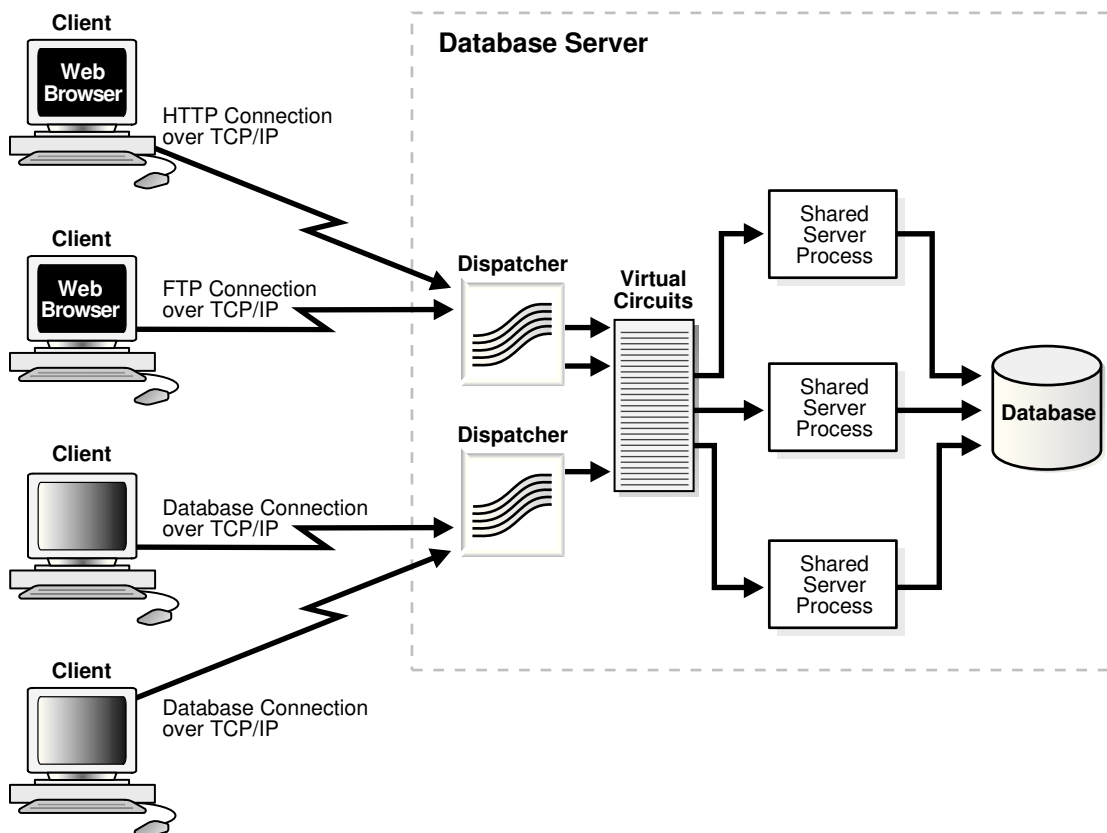 Client
Web
Browser
HTTP Connection
over TCP/IP
Client
Web
Browser
FTP Connection
over TCP/IP
Client
Database Connection
over TCP/IP
Client
Database Connection
over TCP/IP
Database Server
Dispatcher
Dispatcher
Virtual
Circuits
Shared
Server
Process
Shared
Server
Process
Shared
Server
Process
Database